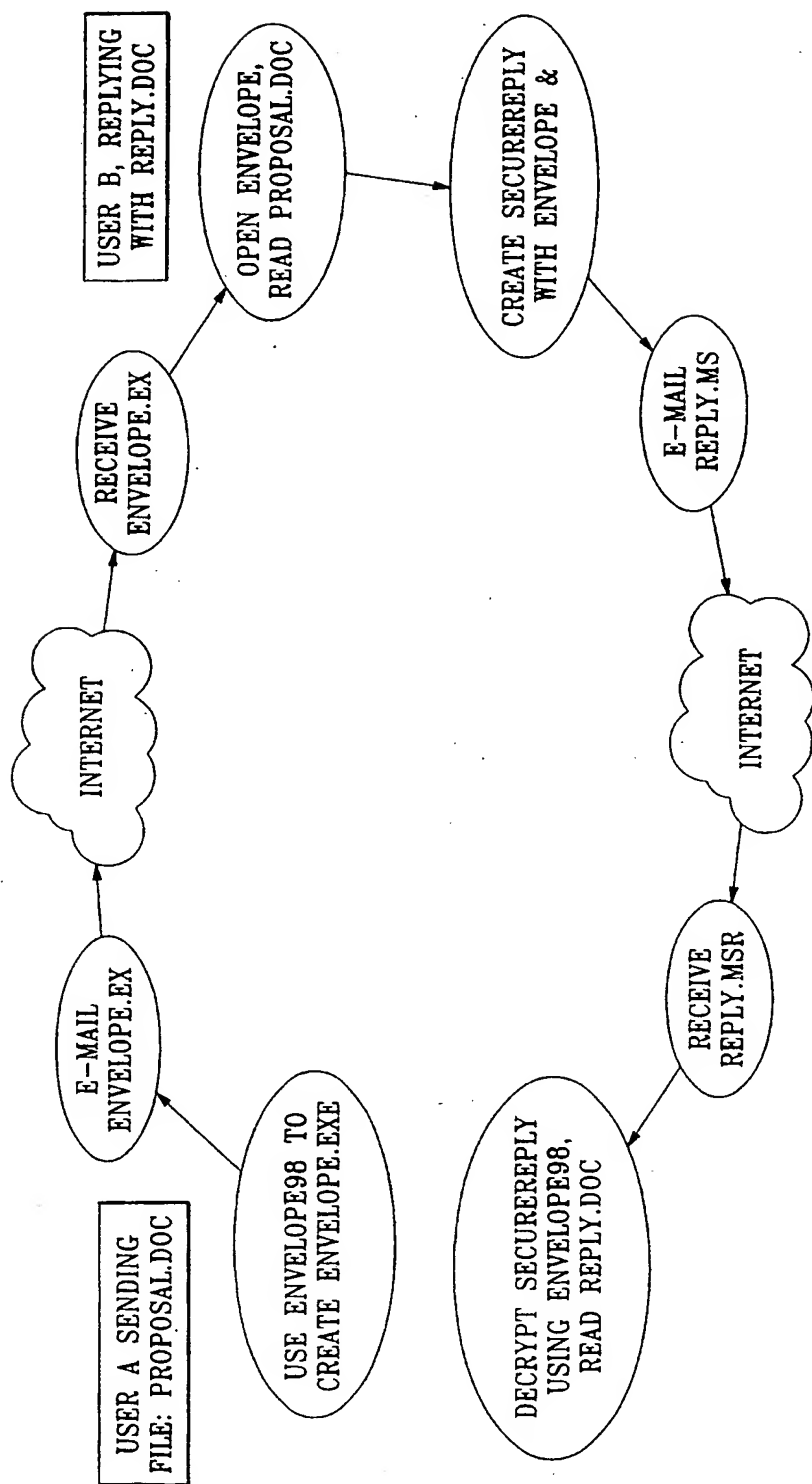 USER A SENDING
FILE: PROPOSAL.DOC
USE ENVELOPE98 TO
CREATE ENVELOPE.EXE
E-MAIL
ENVELOPE.EX
INTERNET
RECEIVE
ENVELOPE.EX
USER B, REPLYING
WITH REPLY.DOC
OPEN ENVELOPE,
READ PROPOSAL.DOC
CREATE SECUREREPLY
WITH ENVELOPE &
E-MAIL
REPLY.MS
INTERNET
RECEIVE
REPLY.MSR
DECRYPT SECUREREPLY
USING ENVELOPE98,
READ REPLY.DOC